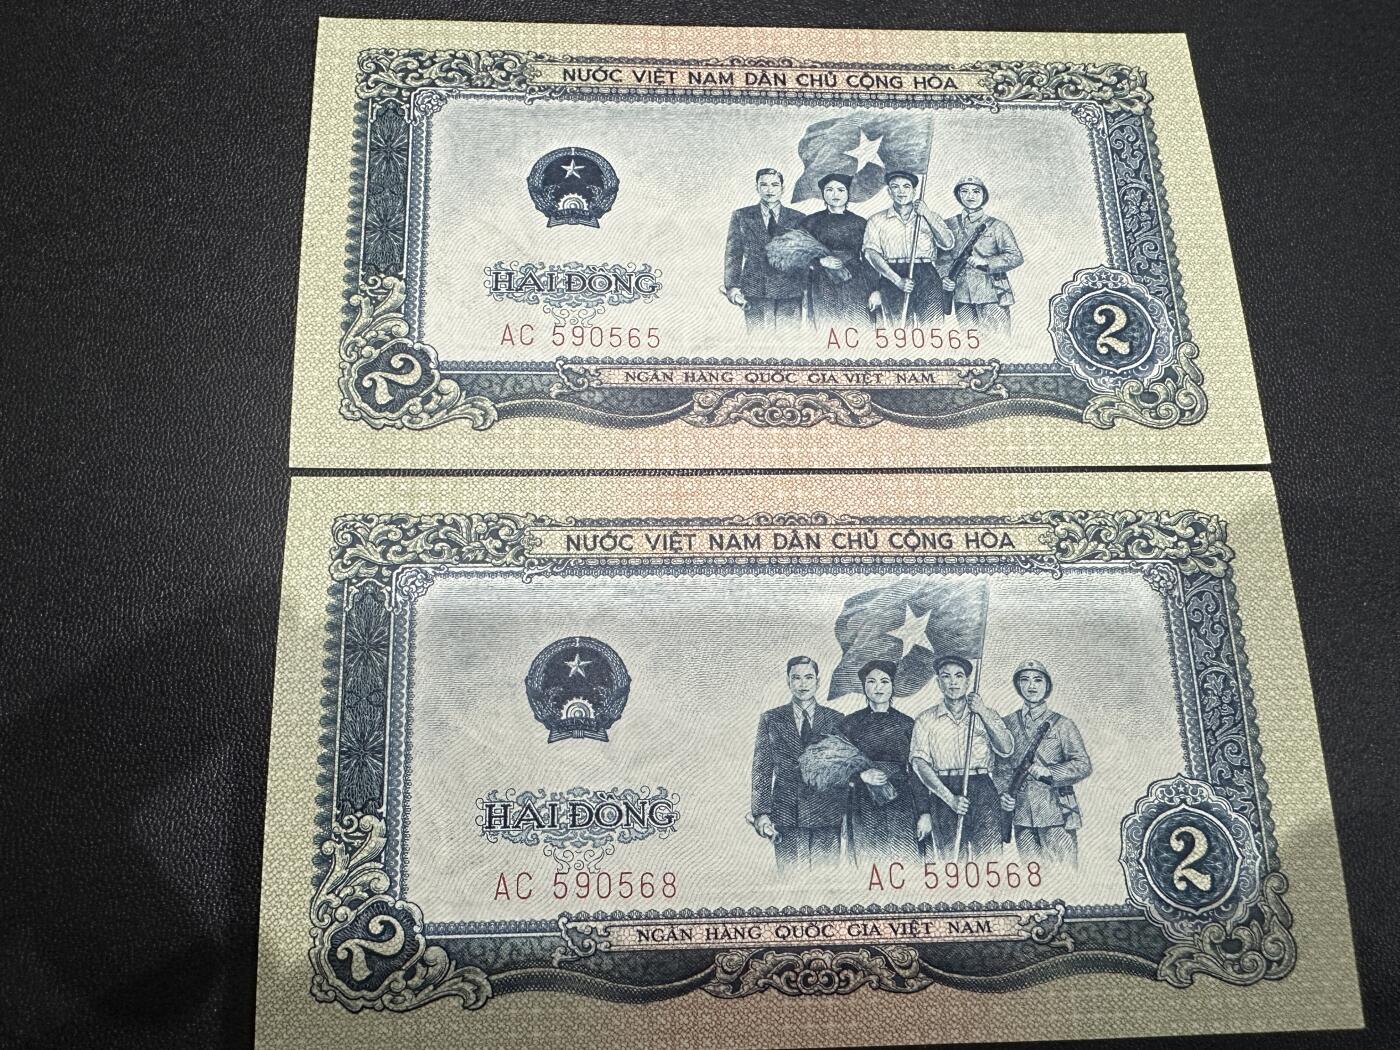 NƯỚC VIỆT NAM DÂN CHỦ CỘNG HÒA
HAI ĐỒNG
AC 590565 AC 590565
2 2
NGÂN HÀNG QUỐC GIA VIỆT NAM
NƯỚC VIỆT NAM DÂN CHỦ CỘNG HÒA
HAI ĐỒNG
AC 590568 AC 590568
2 2
NGÂN HÀNG QUỐC GIA VIỆT NAM